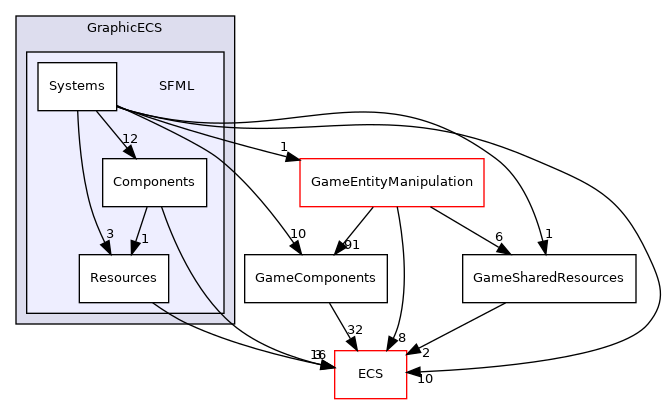 GraphicECS
Systems
SFML
12
1
Components
GameEntityManipulation
3
1
10
91
6
1
Resources
GameComponents
GameSharedResources
32
8
2
3
16
ECS
10